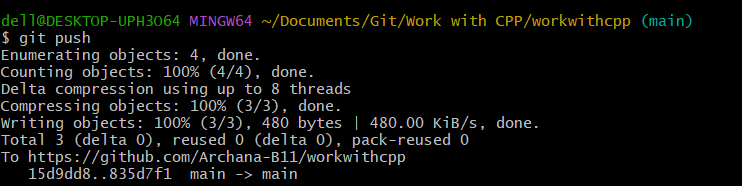 dell@DESKTOP-UPH3O64 MINGW64 ~/Documents/Git/Work with CPP/workwithcpp (main)
$ git push
Enumerating objects: 4, done.
Counting objects: 100% (4/4), done.
Delta compression using up to 8 threads
Compressing objects: 100% (3/3), done.
Writing objects: 100% (3/3), 480 bytes | 480.00 KiB/s, done.
Total 3 (delta 0), reused 0 (delta 0), pack-reused 0
To https://github.com/Archana-B11/workwithcpp
   15d9dd8..835d7f1  main -> main